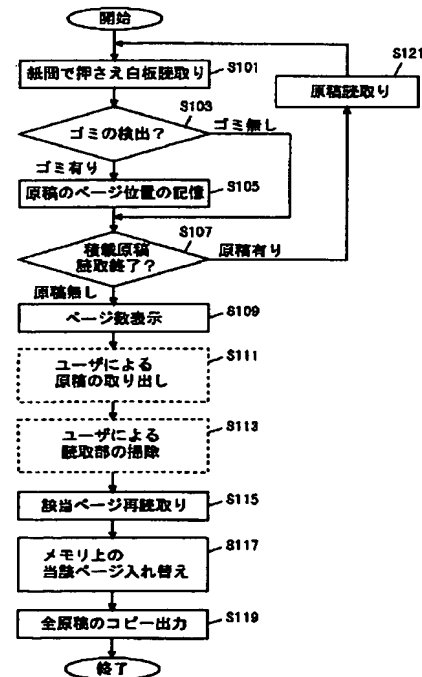 開始
S121
紙間で押さえ白板読取り
S101
原稿読取り
S103
ゴミの検出?
ゴミ無し
ゴミ有り
S105
原稿のページ位置の記憶
S107
積載原稿
読取終了?
原稿有り
原稿無し
S109
ページ数表示
S111
ユーザによる
原稿の取り出し
S113
ユーザによる
読取部の掃除
S115
該当ページ再読取り
S117
メモリ上の
当該ページ入れ替え
S119
全原稿のコピー出力
終了